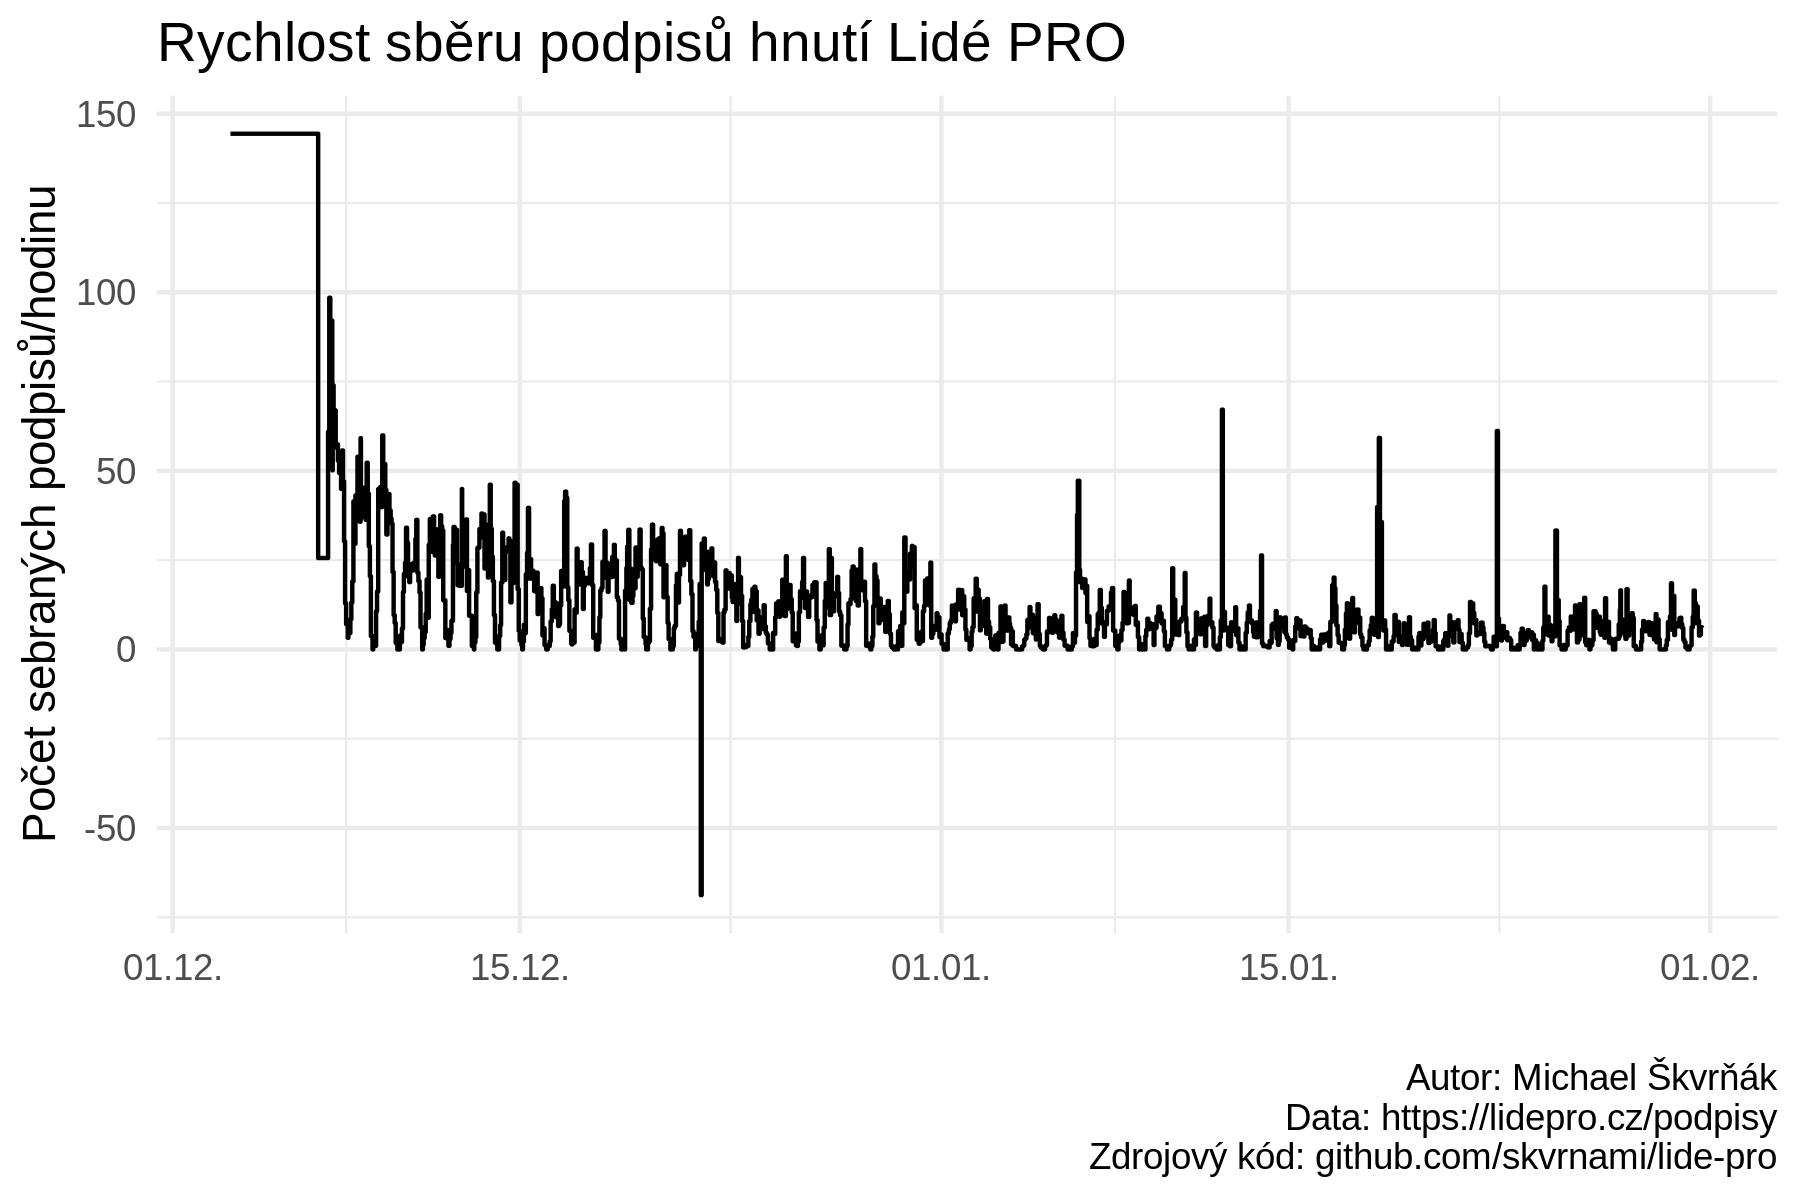 Rychlost sběru podpisů hnutí Lidé PRO
Počet sebraných podpisů/hodinu
150
100
50
0
-50
01.12.
15.12.
01.01.
15.01.
01.02.
Autor: Michael Škvrňák
Data: https://lidepro.cz/podpisy
Zdrojový kód: github.com/skvrnami/lide-pro